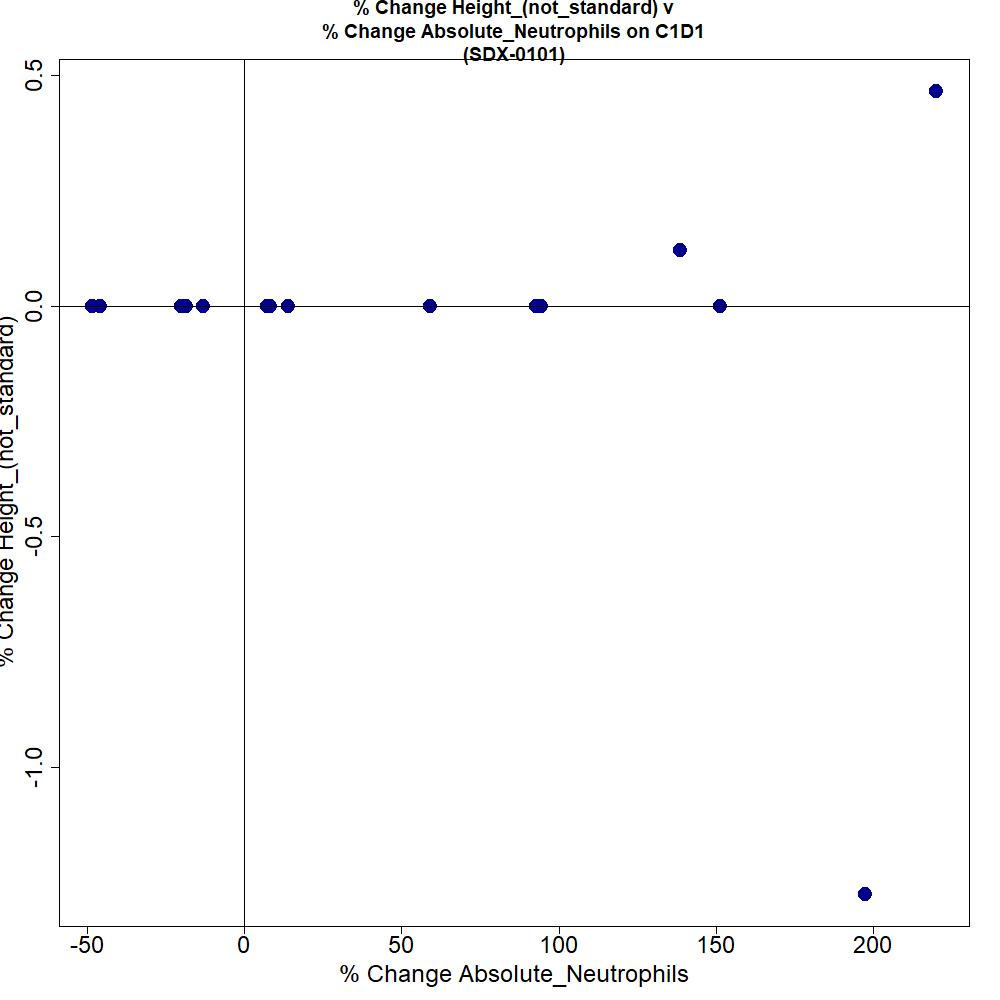 % Change Height_(not_standard) v
% Change Absolute_Neutrophils on C1D1
(SDX-0101)
0.5
0.0
-0.5
-1.0
% Change Height_(not_standard)
-50
0
50
100
150
200
% Change Absolute_Neutrophils